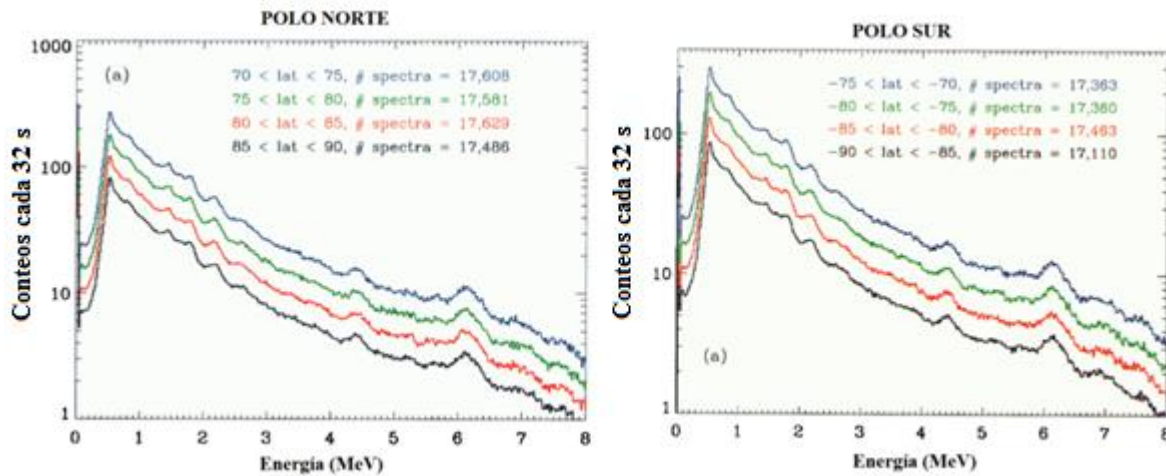 POLO NORTE
Conteos cada 32 s
1000
100
10
1
(a)
70 < lat < 75, # spectra = 17,608
75 < lat < 80, # spectra = 17,581
80 < lat < 85, # spectra = 17,629
85 < lat < 90, # spectra = 17,486
0 1 2 3 4 5 6 7 8
Energía (MeV)
POLO SUR
Conteos cada 32 s
100
10
1
-75 < lat < -70, # spectra = 17,363
-80 < lat < -75, # spectra = 17,380
-85 < lat < -80, # spectra = 17,463
-90 < lat < -85, # spectra = 17,110
(a)
0 1 2 3 4 5 6 7 8
Energía (MeV)